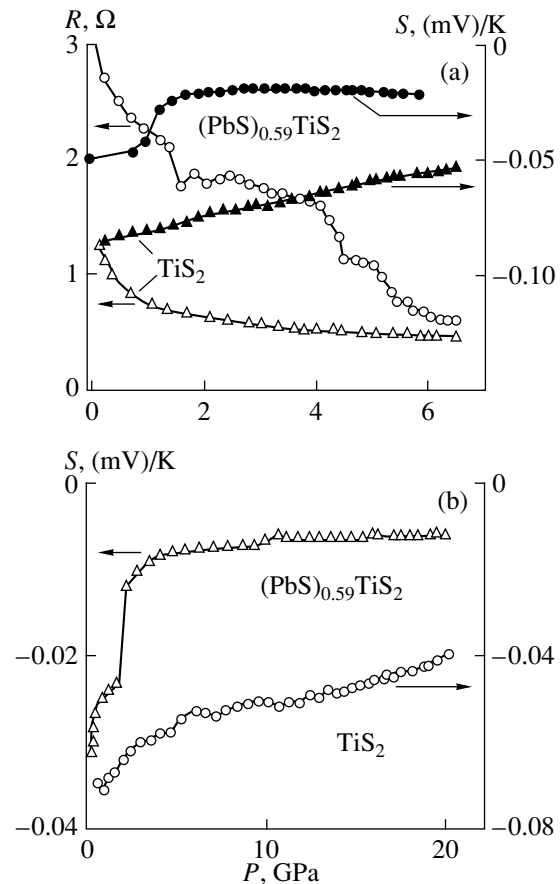 R, Ω S, (mV)/K
3 0
(a)
(PbS)0.59TiS2
2 −0.05
TiS2
1 −0.10
0
0 2 4 6
S, (mV)/K
0 0
(b)
(PbS)0.59TiS2
−0.02 −0.04
TiS2
−0.04 −0.08
0 10 20
P, GPa